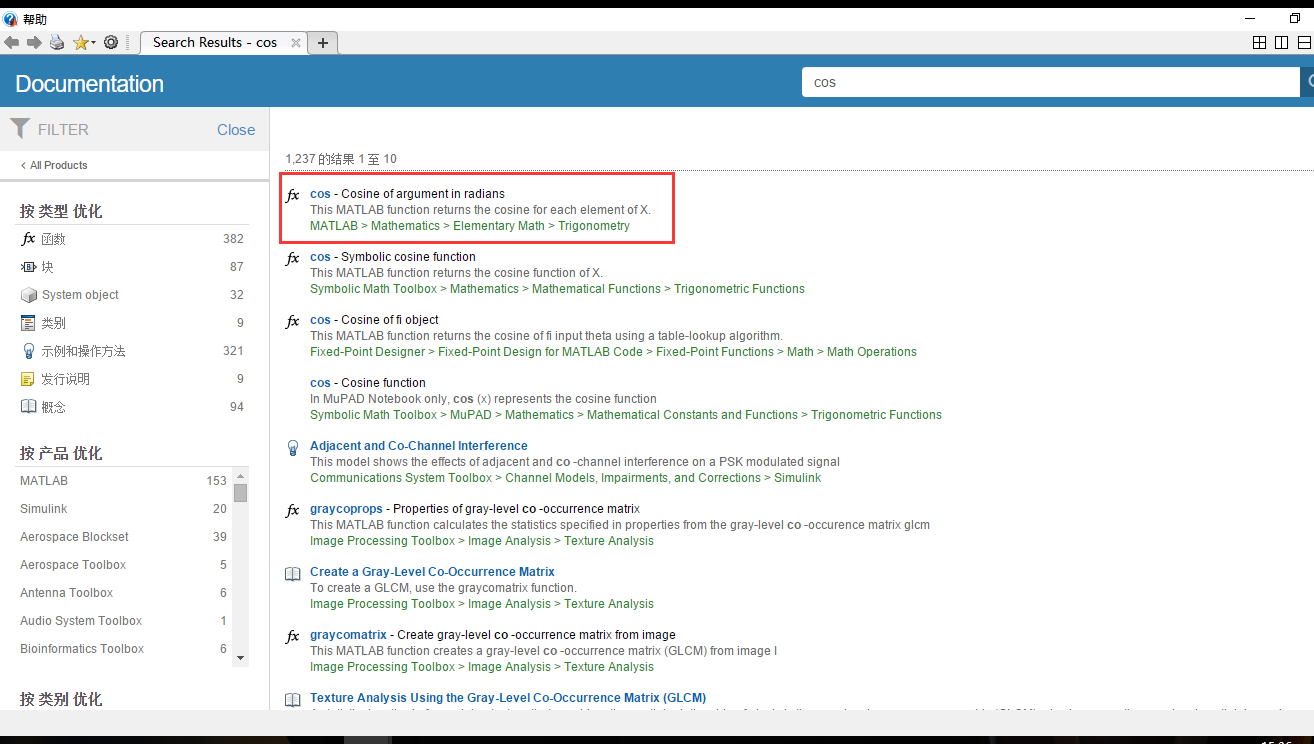 帮助
Search Results - cos
Documentation
cos
FILTER
Close
< All Products
按 类型 优化
fx 函数 382
块 87
System object 32
类别 9
示例和操作方法 321
发行说明 9
概念 94
按 产品 优化
MATLAB 153
Simulink 20
Aerospace Blockset 39
Aerospace Toolbox 5
Antenna Toolbox 6
Audio System Toolbox 1
Bioinformatics Toolbox 6
按 类别 优化
1,237 的结果 1 至 10
fx cos - Cosine of argument in radians
This MATLAB function returns the cosine for each element of X.
MATLAB > Mathematics > Elementary Math > Trigonometry
fx cos - Symbolic cosine function
This MATLAB function returns the cosine function of X.
Symbolic Math Toolbox > Mathematics > Mathematical Functions > Trigonometric Functions
fx cos - Cosine of fi object
This MATLAB function returns the cosine of fi input theta using a table-lookup algorithm.
Fixed-Point Designer > Fixed-Point Design for MATLAB Code > Fixed-Point Functions > Math > Math Operations
cos - Cosine function
In MuPAD Notebook only, cos (x) represents the cosine function
Symbolic Math Toolbox > MuPAD > Mathematics > Mathematical Constants and Functions > Trigonometric Functions
Adjacent and Co-Channel Interference
This model shows the effects of adjacent and co -channel interference on a PSK modulated signal
Communications System Toolbox > Channel Models, Impairments, and Corrections > Simulink
fx graycoprops - Properties of gray-level co -occurrence matrix
This MATLAB function calculates the statistics specified in properties from the gray-level co -occurence matrix glcm
Image Processing Toolbox > Image Analysis > Texture Analysis
Create a Gray-Level Co-Occurrence Matrix
To create a GLCM, use the graycomatrix function.
Image Processing Toolbox > Image Analysis > Texture Analysis
fx graycomatrix - Create gray-level co -occurrence matrix from image
This MATLAB function creates a gray-level co -occurrence matrix (GLCM) from image I
Image Processing Toolbox > Image Analysis > Texture Analysis
Texture Analysis Using the Gray-Level Co-Occurrence Matrix (GLCM)